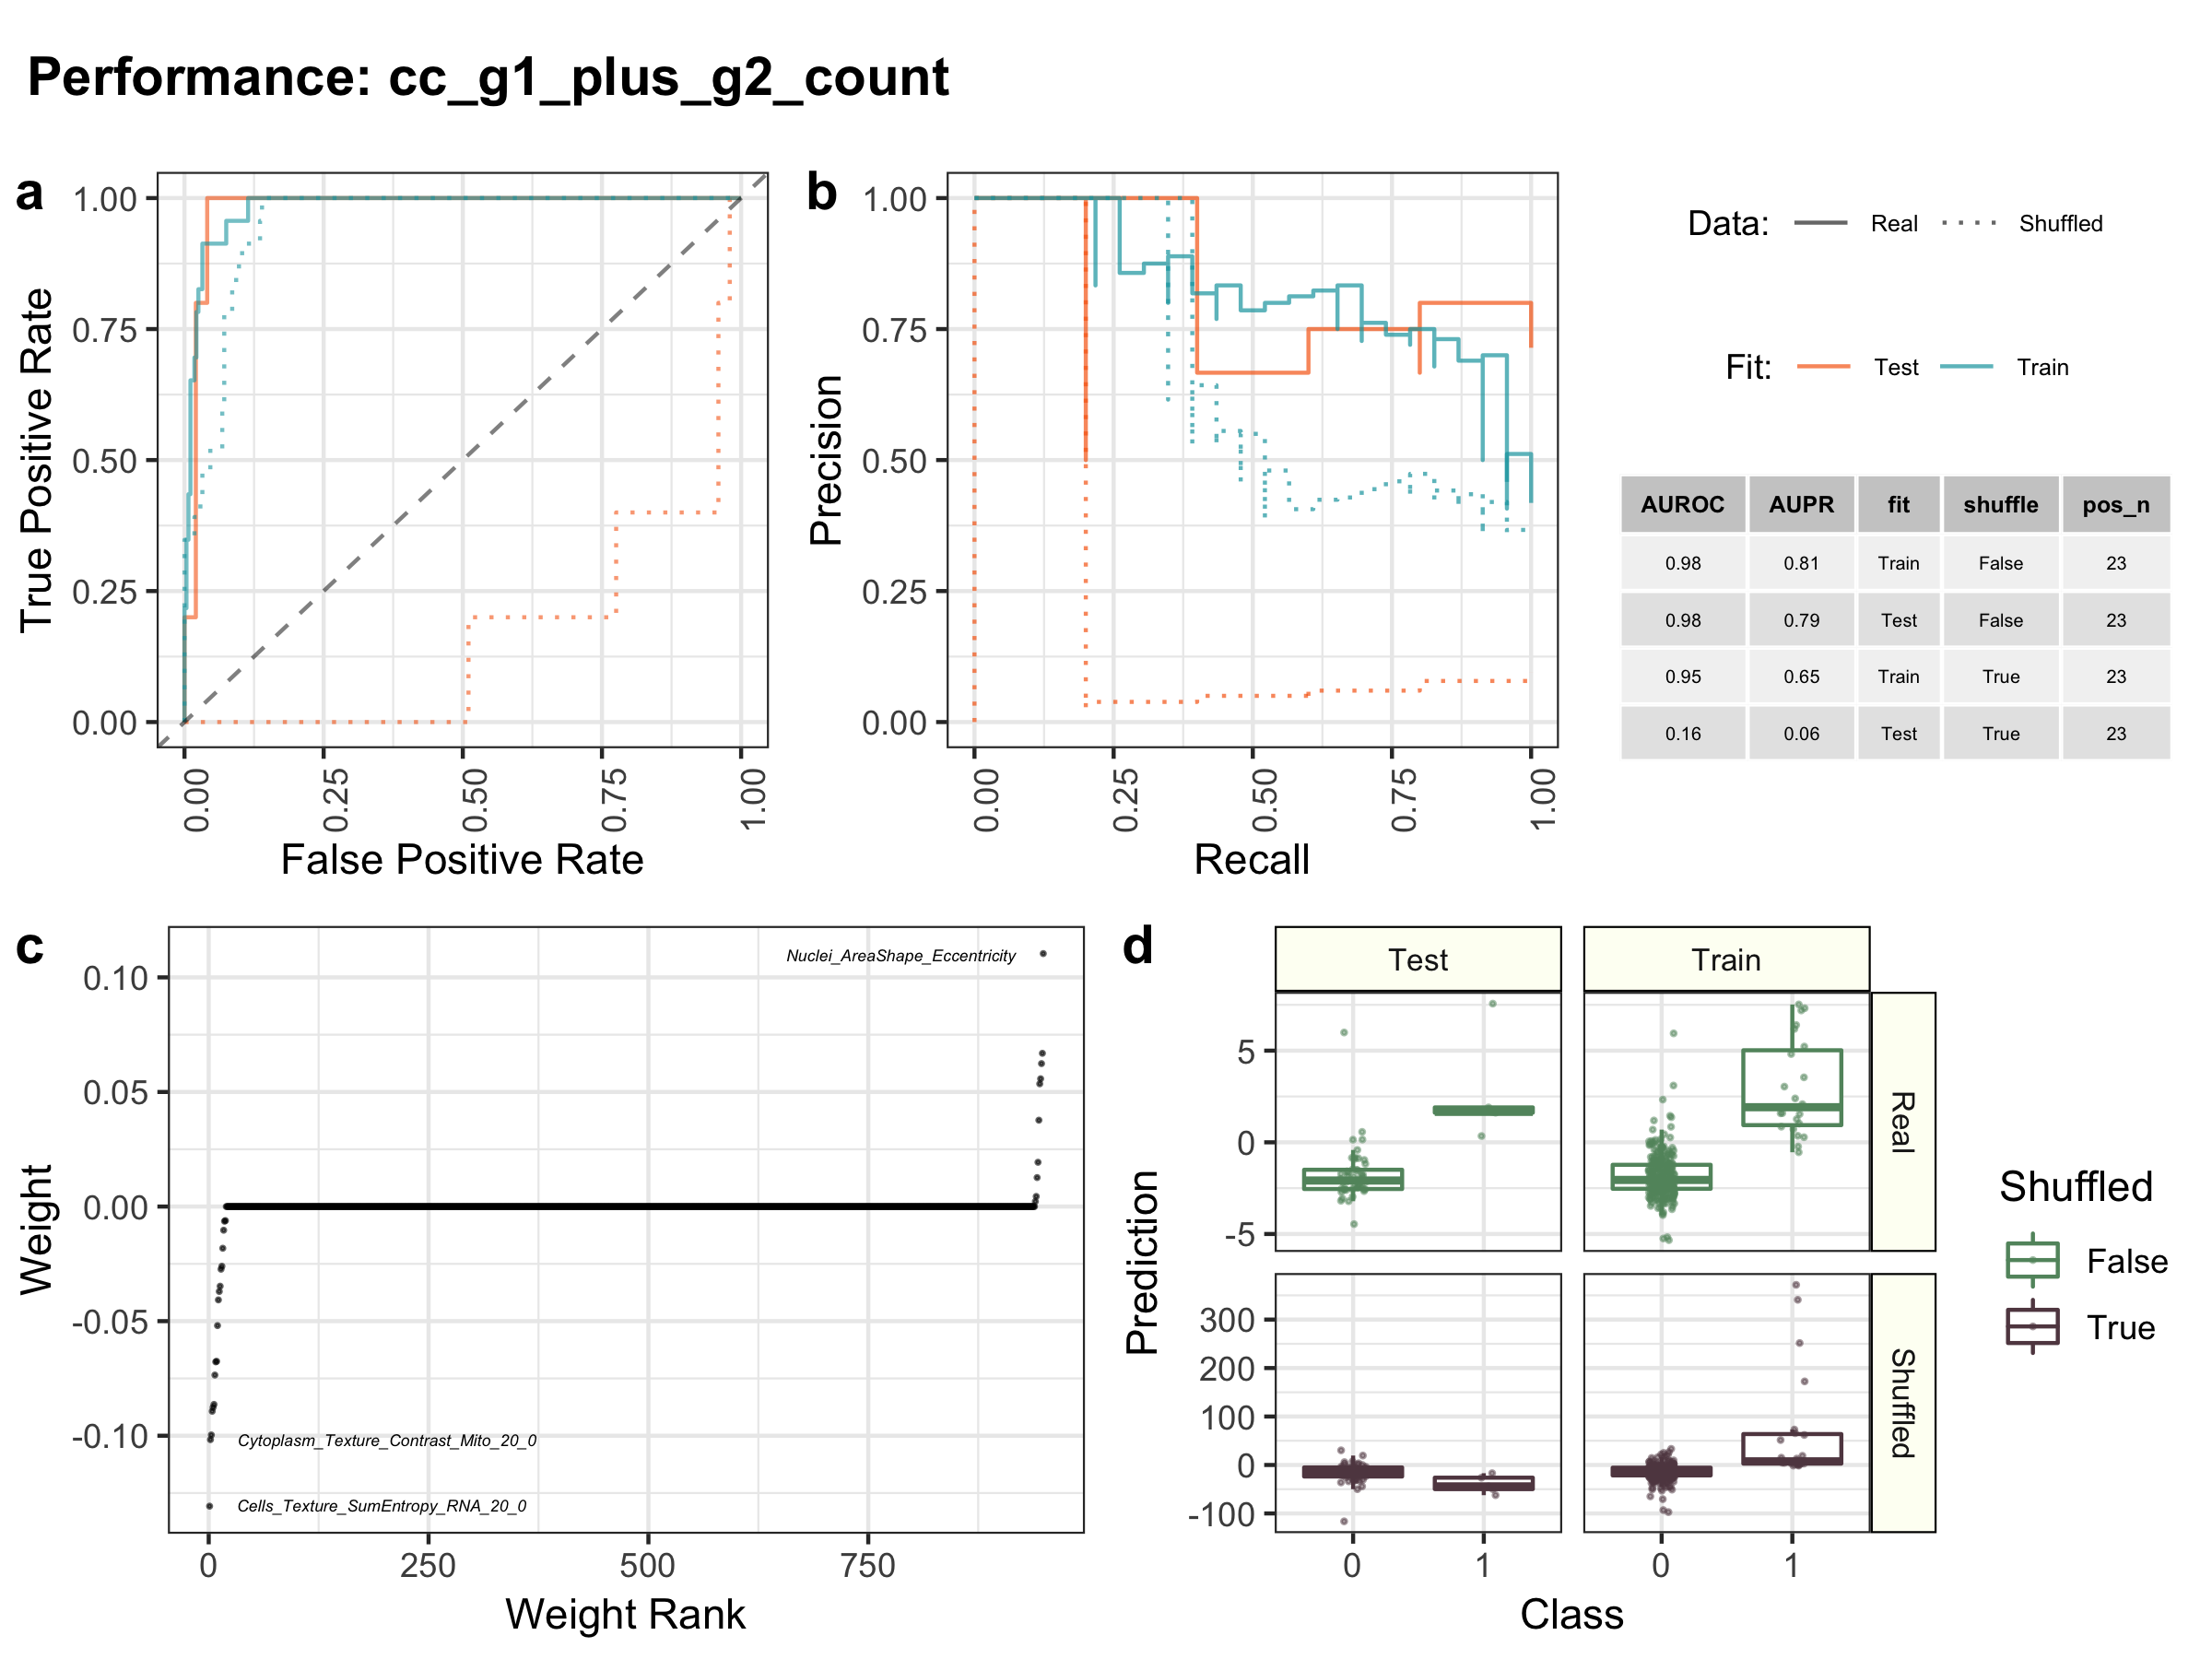 Performance: cc_g1_plus_g2_count
a
1.00
0.75
0.50
0.25
0.00
True Positive Rate
0.00
0.25
0.50
0.75
1.00
False Positive Rate
b
1.00
0.75
0.50
0.25
0.00
Precision
0.00
0.25
0.50
0.75
1.00
Recall
Data: Real Shuffled
Fit: Test Train
AUROC AUPR fit shuffle pos_n
0.98 0.81 Train False 23
0.98 0.79 Test False 23
0.95 0.65 Train True 23
0.16 0.06 Test True 23
c
0.10
0.05
0.00
-0.05
-0.10
Weight
Nuclei_AreaShape_Eccentricity
Cytoplasm_Texture_Contrast_Mito_20_0
Cells_Texture_SumEntropy_RNA_20_0
0 250 500 750
Weight Rank
d
Test Train
5
0
-5
Real
300
200
100
0
-100
Shuffled
Prediction
0 1 0 1
Class
Shuffled
False
True